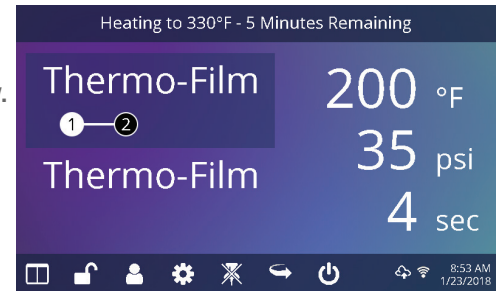 Heating to 330°F - 5 Minutes Remaining
Thermo-Film
1 2
Thermo-Film
200 °F
35 psi
4 sec
8:53 AM
1/23/2018